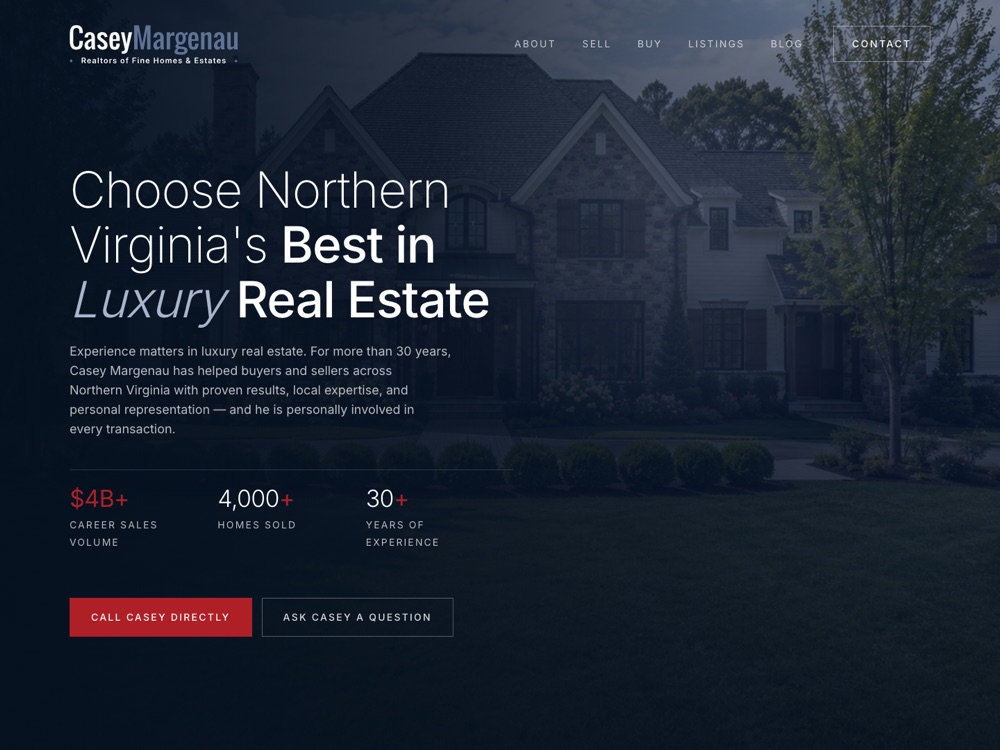 CaseyMargenau
Realtors of Fine Homes & Estates
ABOUT
SELL
BUY
LISTINGS
BLOG
CONTACT
Choose Northern
Virginia's Best in
Luxury Real Estate
Experience matters in luxury real estate. For more than 30 years,
Casey Margenau has helped buyers and sellers across
Northern Virginia with proven results, local expertise, and
personal representation — and he is personally involved in
every transaction.
$4B+
CAREER SALES
VOLUME
4,000+
HOMES SOLD
30+
YEARS OF
EXPERIENCE
CALL CASEY DIRECTLY
ASK CASEY A QUESTION